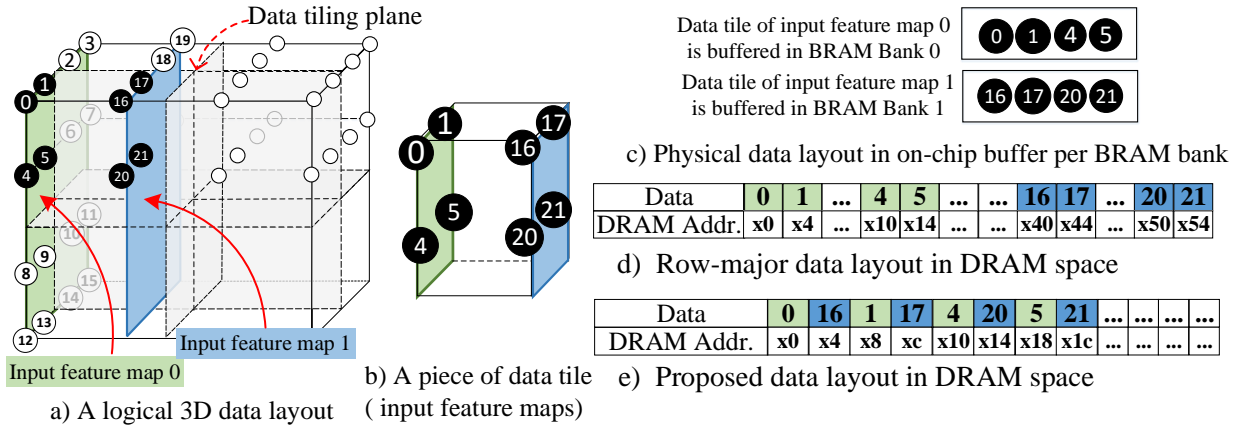 Data tiling plane
3
19
2
18
1
17
0
16
7
6
5
21
4
20
11
10
9
8
15
14
13
12
Input feature map 0
Input feature map 1
a) A logical 3D data layout
1
17
0
16
5
21
4
20
b) A piece of data tile
( input feature maps)
Data tile of input feature map 0
is buffered in BRAM Bank 0
0 1 4 5
Data tile of input feature map 1
is buffered in BRAM Bank 1
16 17 20 21
c) Physical data layout in on-chip buffer per BRAM bank
Data 0 1 ... 4 5 ... ... 16 17 ... 20 21
DRAM Addr. x0 x4 ... x10 x14 ... ... x40 x44 ... x50 x54
d) Row-major data layout in DRAM space
Data 0 16 1 17 4 20 5 21 ... ... ... ...
DRAM Addr. x0 x4 x8 xc x10 x14 x18 x1c ... ... ... ...
e) Proposed data layout in DRAM space